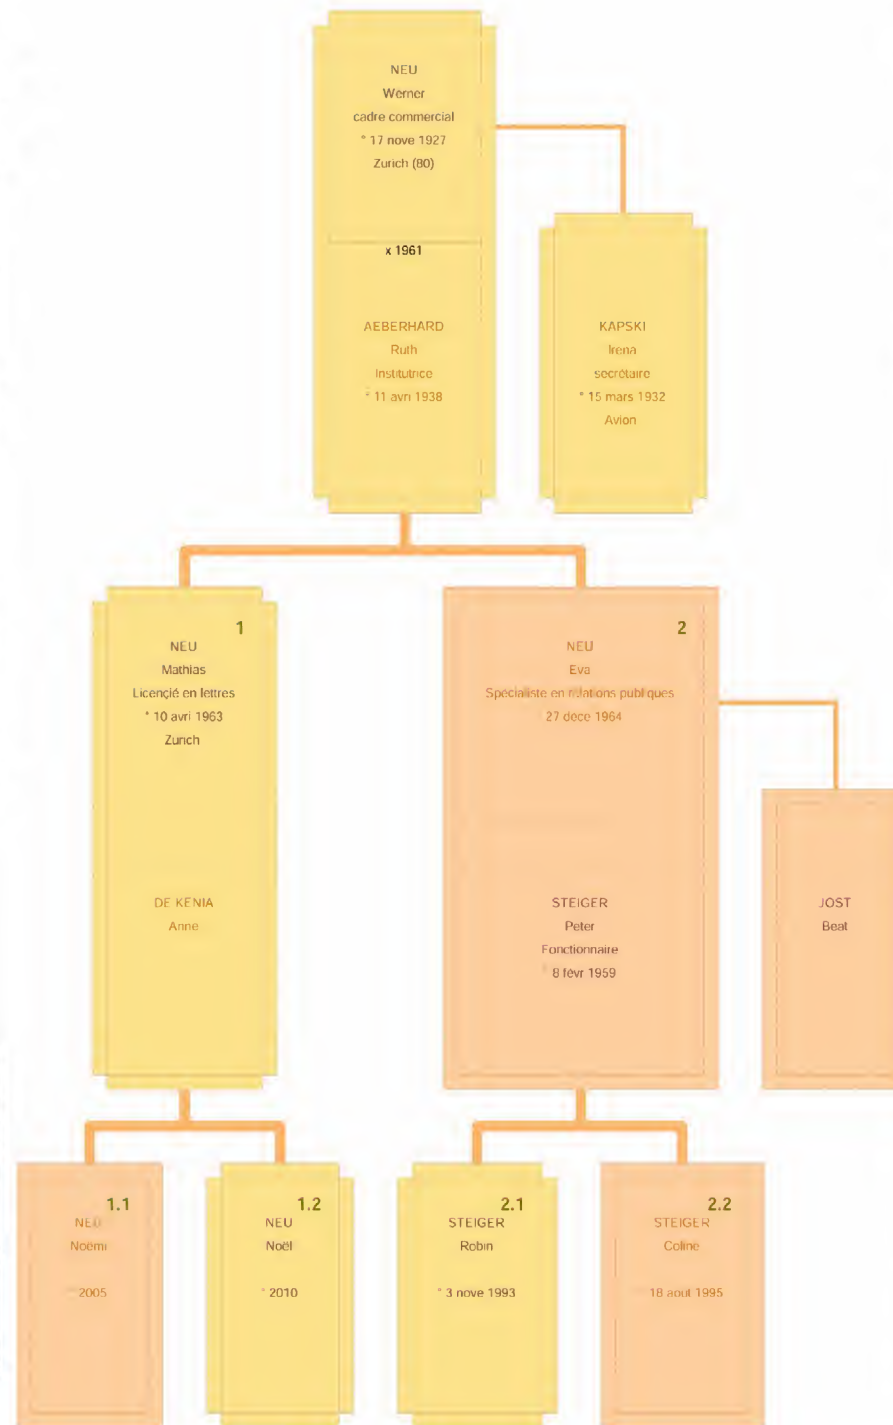 NEU
Werner
cadre commercial
° 17 nove 1927
Zurich (80)
x 1961
AEBERHARD
Ruth
Institutrice
° 11 avri 1938
KAPSKI
Irena
secrétaire
° 15 mars 1932
Avion
1
NEU
Mathias
Licençié en lettres
° 10 avri 1963
Zurich
DE KENIA
Anne
2
NEU
Eva
Spécialiste en relations publiques
° 27 déce 1964
STEIGER
Peter
Fonctionnaire
° 8 févr 1959
JOST
Beat
1.1
NEU
Noëmi
° 2005
1.2
NEU
Noël
° 2010
2.1
STEIGER
Robin
° 3 nove 1993
2.2
STEIGER
Coline
° 18 aout 1995